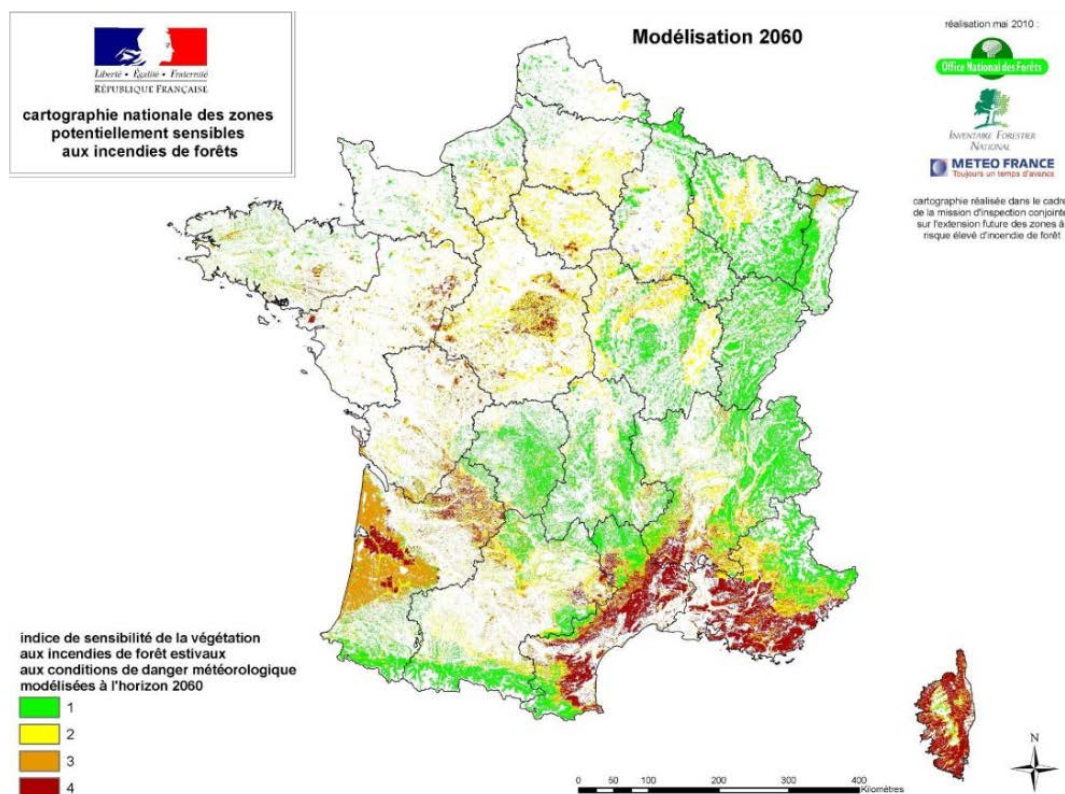 Liberté • Égalité • Fraternité
RÉPUBLIQUE FRANÇAISE
cartographie nationale des zones
potentiellement sensibles
aux incendies de forêts
Modélisation 2060
réalisation mai 2010 :
Office National des Forêts
INVENTAIRE FORESTIER
NATIONAL
METEO FRANCE
Toujours un temps d'avance
cartographie réalisée dans le cadre
de la mission d'inspection conjointe
sur l'extension future des zones à
risque élevé d'incendie de forêt
indice de sensibilité de la végétation
aux incendies de forêt estivaux
aux conditions de danger météorologique
modélisées à l'horizon 2060
1
2
3
4
N
0 50 100 200 300 400
Kilomètres